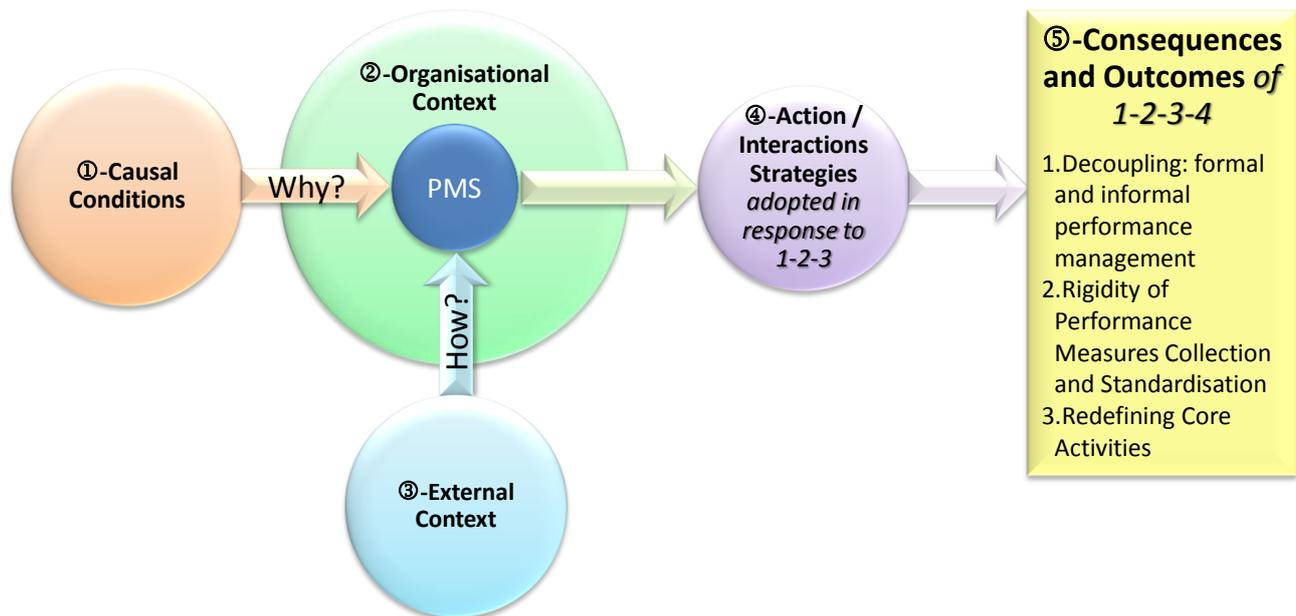 ①-Causal
Conditions
Why?
②-Organisational
Context
PMS
How?
③-External
Context
④-Action /
Interactions
Strategies
adopted in
response to
1-2-3
⑤-Consequences
and Outcomes of
1-2-3-4
1.Decoupling: formal
and informal
performance
management
2.Rigidity of
Performance
Measures Collection
and Standardisation
3.Redefining Core
Activities